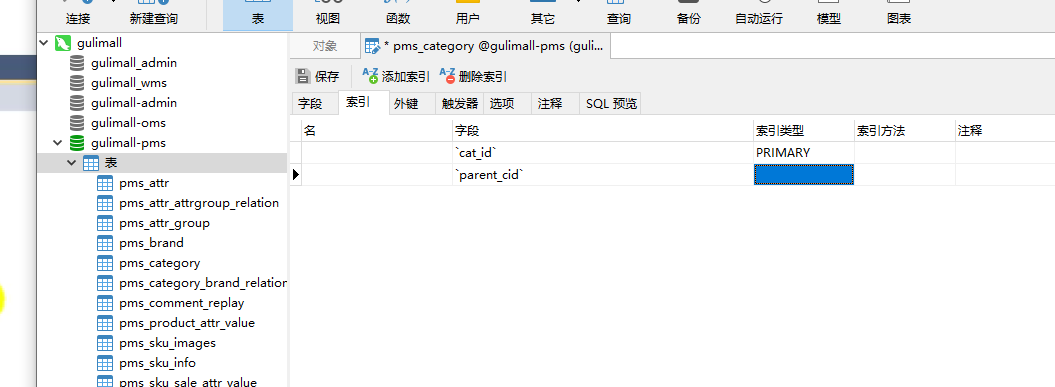 连接 新建查询 表 视图 函数 用户 其它 查询 备份 自动运行 模型 图表
gulimall
gulimall_admin
gulimall_wms
gulimall-admin
gulimall-oms
gulimall-pms
表
pms_attr
pms_attr_attrgroup_relation
pms_attr_group
pms_brand
pms_category
pms_category_brand_relation
pms_comment_replay
pms_product_attr_value
pms_sku_images
pms_sku_info
pms_sku_sale_attr_value
对象 * pms_category @gulimall-pms (guli...
保存 添加索引 删除索引
字段 索引 外键 触发器 选项 注释 SQL 预览
名 字段 索引类型 索引方法 注释
`cat_id` PRIMARY
`parent_cid`